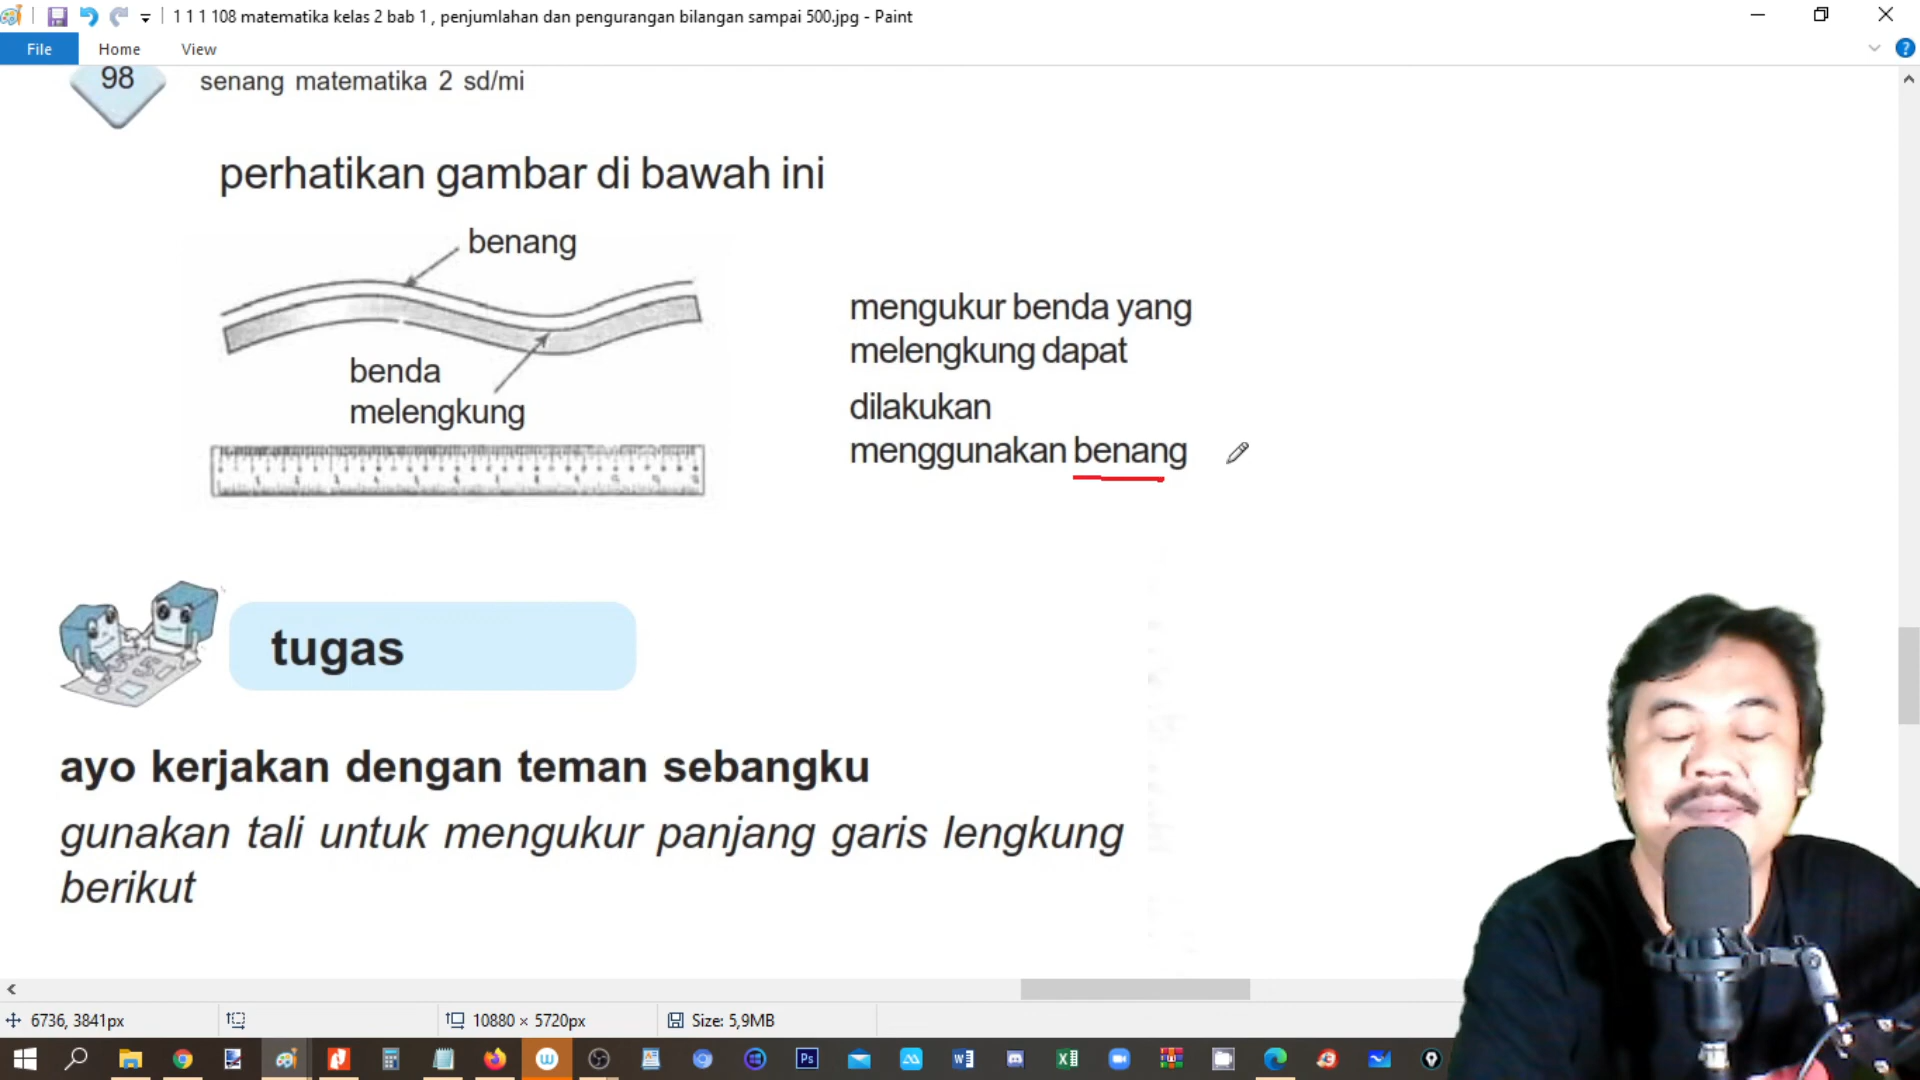 1 1 1 108 matematika kelas 2 bab 1 , penjumlahan dan pengurangan bilangan sampai 500.jpg - Paint
File Home View
98 senang matematika 2 sd/mi
perhatikan gambar di bawah ini
benang
benda
melengkung
mengukur benda yang
melengkung dapat
dilakukan
menggunakan benang
tugas
ayo kerjakan dengan teman sebangku
gunakan tali untuk mengukur panjang garis lengkung
berikut
6736, 3841px 10880 × 5720px Size: 5,9MB
Ps